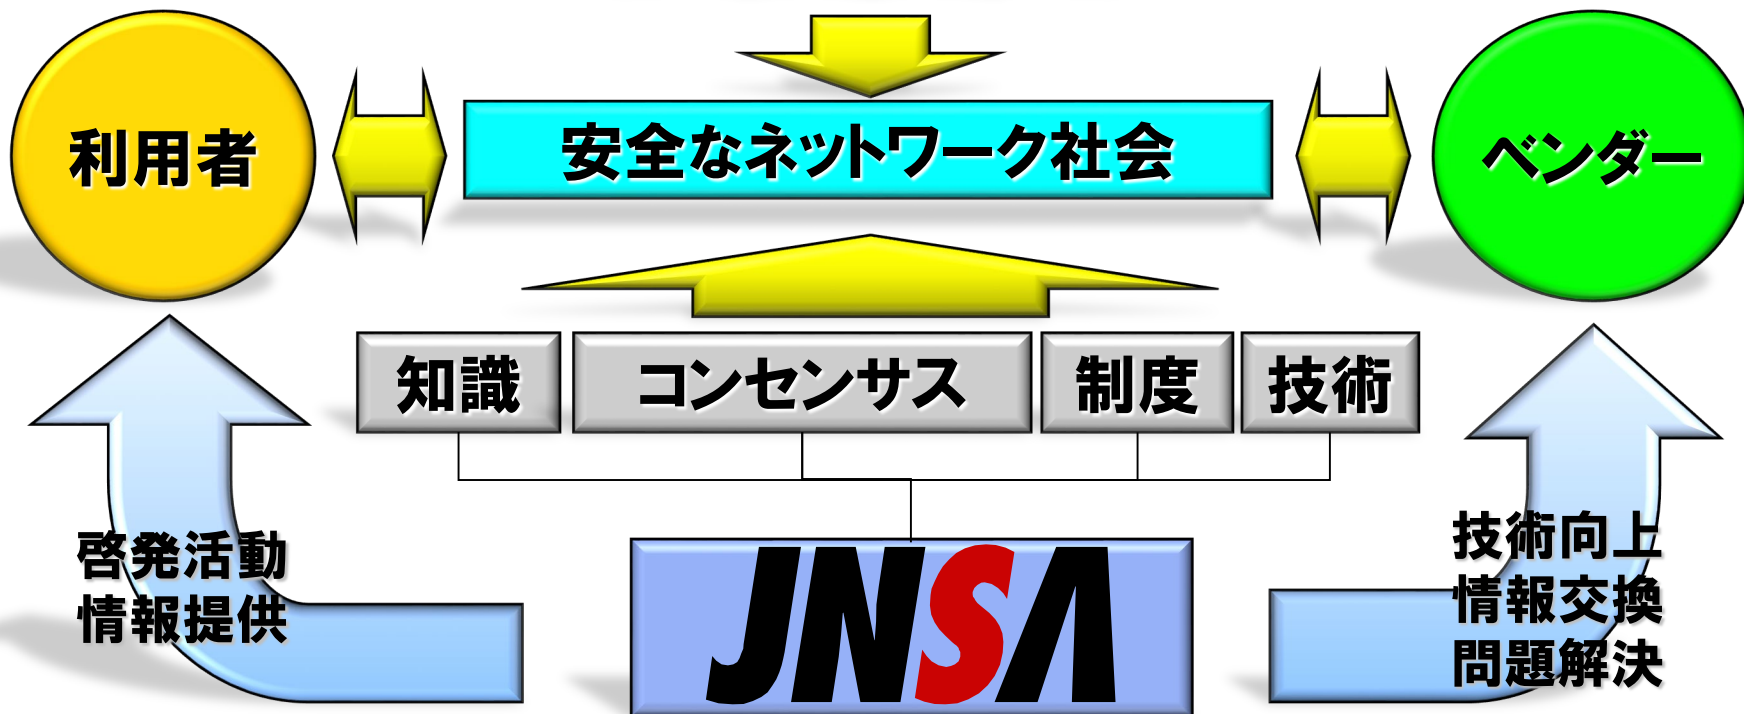 利用者
安全なネットワーク社会
ベンダー
知識
コンセンサス
制度
技術
啓発活動
情報提供
JNSA
技術向上
情報交換
問題解決